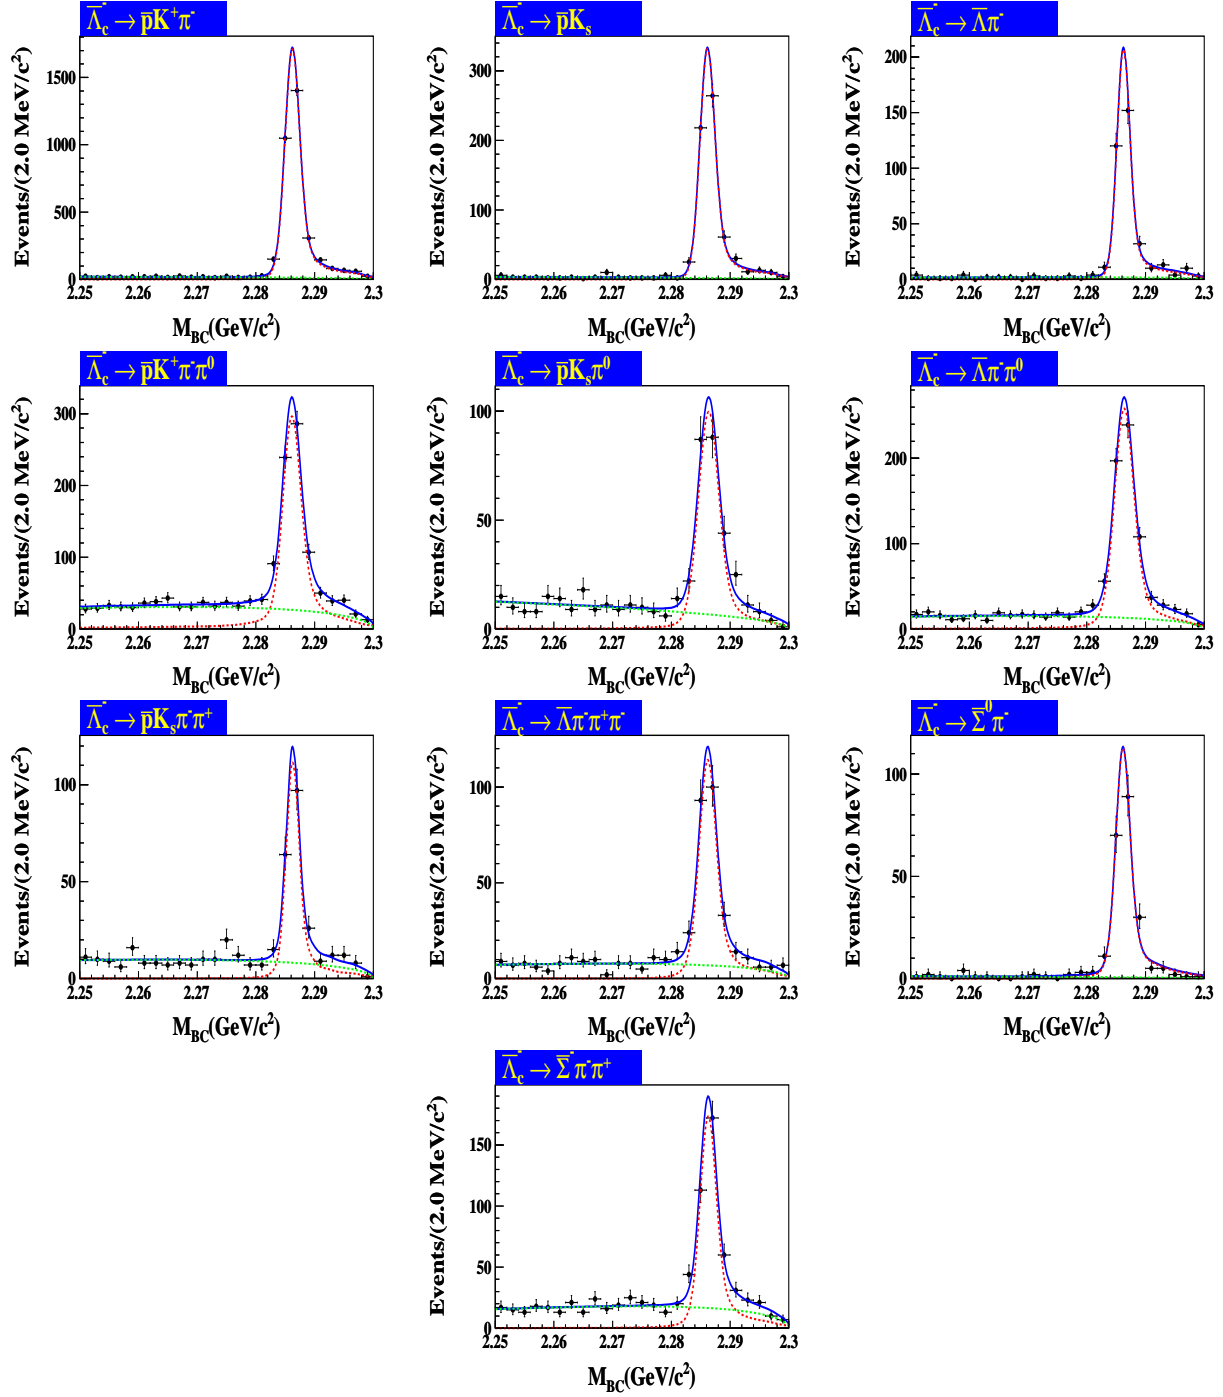 Λ̅c⁻ → p̅K⁺π⁻
Events/(2.0 MeV/c²)
1500
1000
500
0
2.25 2.26 2.27 2.28 2.29 2.3
M_BC(GeV/c²)
Λ̅c⁻ → p̅Kₛ
Events/(2.0 MeV/c²)
300
200
100
0
2.25 2.26 2.27 2.28 2.29 2.3
M_BC(GeV/c²)
Λ̅c⁻ → Λ̅π⁻
Events/(2.0 MeV/c²)
200
150
100
50
0
2.25 2.26 2.27 2.28 2.29 2.3
M_BC(GeV/c²)
Λ̅c⁻ → p̅K⁺π⁻π⁰
Events/(2.0 MeV/c²)
300
200
100
0
2.25 2.26 2.27 2.28 2.29 2.3
M_BC(GeV/c²)
Λ̅c⁻ → p̅Kₛπ⁰
Events/(2.0 MeV/c²)
100
50
0
2.25 2.26 2.27 2.28 2.29 2.3
M_BC(GeV/c²)
Λ̅c⁻ → Λ̅π⁻π⁰
Events/(2.0 MeV/c²)
200
100
0
2.25 2.26 2.27 2.28 2.29 2.3
M_BC(GeV/c²)
Λ̅c⁻ → p̅Kₛπ⁻π⁺
Events/(2.0 MeV/c²)
100
50
0
2.25 2.26 2.27 2.28 2.29 2.3
M_BC(GeV/c²)
Λ̅c⁻ → Λ̅π⁻π⁺π⁻
Events/(2.0 MeV/c²)
100
50
0
2.25 2.26 2.27 2.28 2.29 2.3
M_BC(GeV/c²)
Λ̅c⁻ → Σ̅⁰π⁻
Events/(2.0 MeV/c²)
100
50
0
2.25 2.26 2.27 2.28 2.29 2.3
M_BC(GeV/c²)
Λ̅c⁻ → Σ̅⁻π⁻π⁺
Events/(2.0 MeV/c²)
150
100
50
0
2.25 2.26 2.27 2.28 2.29 2.3
M_BC(GeV/c²)